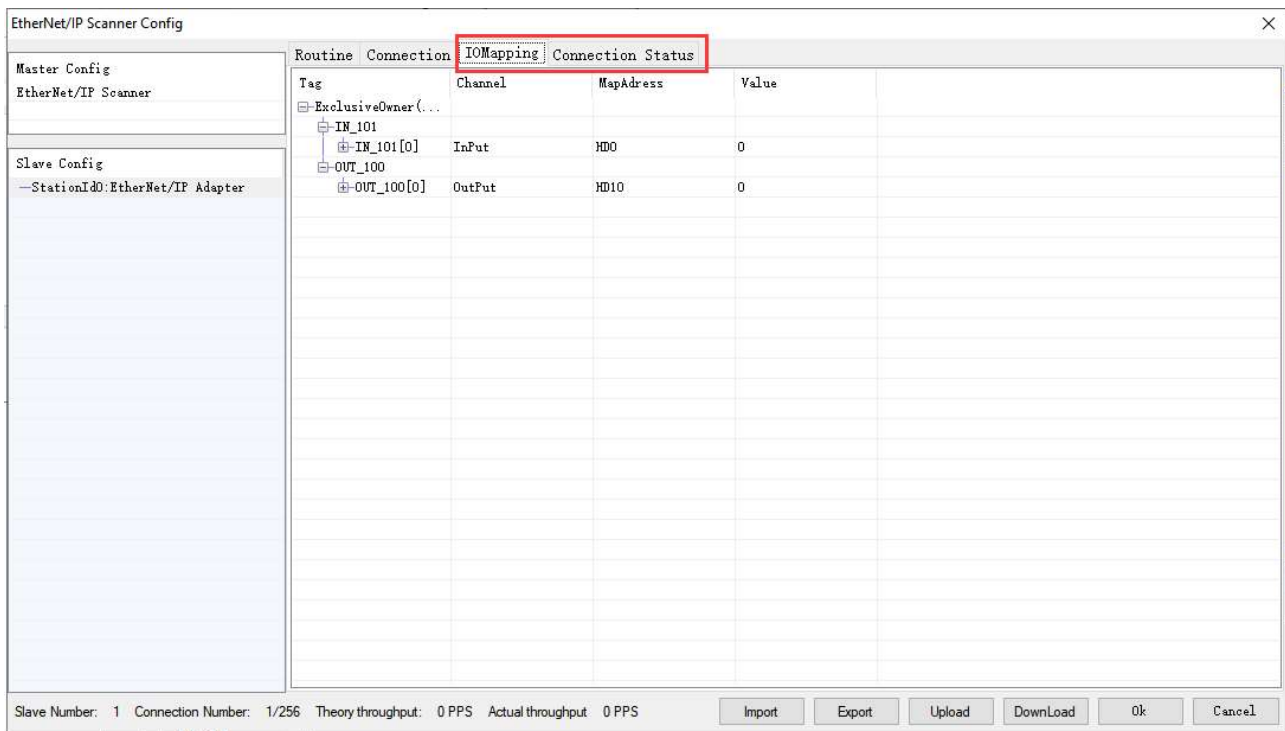 EtherNet/IP Scanner Config
Master Config
EtherNet/IP Scanner
Slave Config
StationId0:EtherNet/IP Adapter
Routine Connection IOMapping Connection Status
Tag Channel MapAdress Value
ExclusiveOwner(...
IN_101
IN_101[0] InPut HD0 0
OUT_100
OUT_100[0] OutPut HD10 0
Slave Number: 1 Connection Number: 1/256 Theory throughput: 0 PPS Actual throughput 0 PPS Import Export Upload DownLoad Ok Cancel